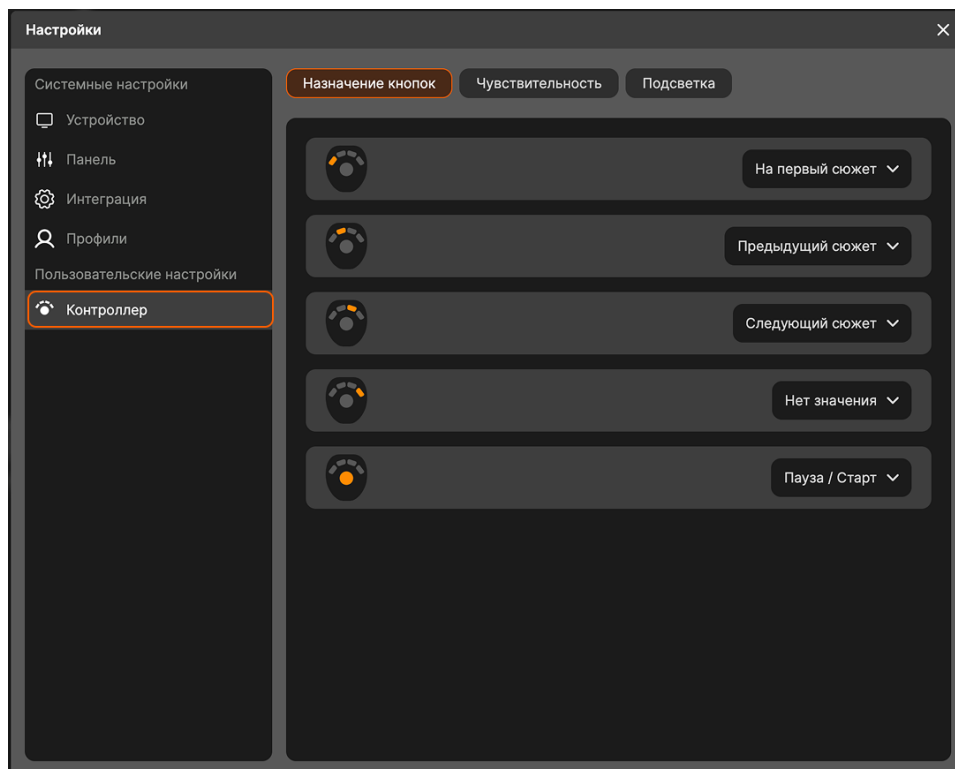 Настройки
Системные настройки
Устройство
Панель
Интеграция
Профили
Пользовательские настройки
Контроллер
Назначение кнопок
Чувствительность
Подсветка
На первый сюжет
Предыдущий сюжет
Следующий сюжет
Нет значения
Пауза / Старт